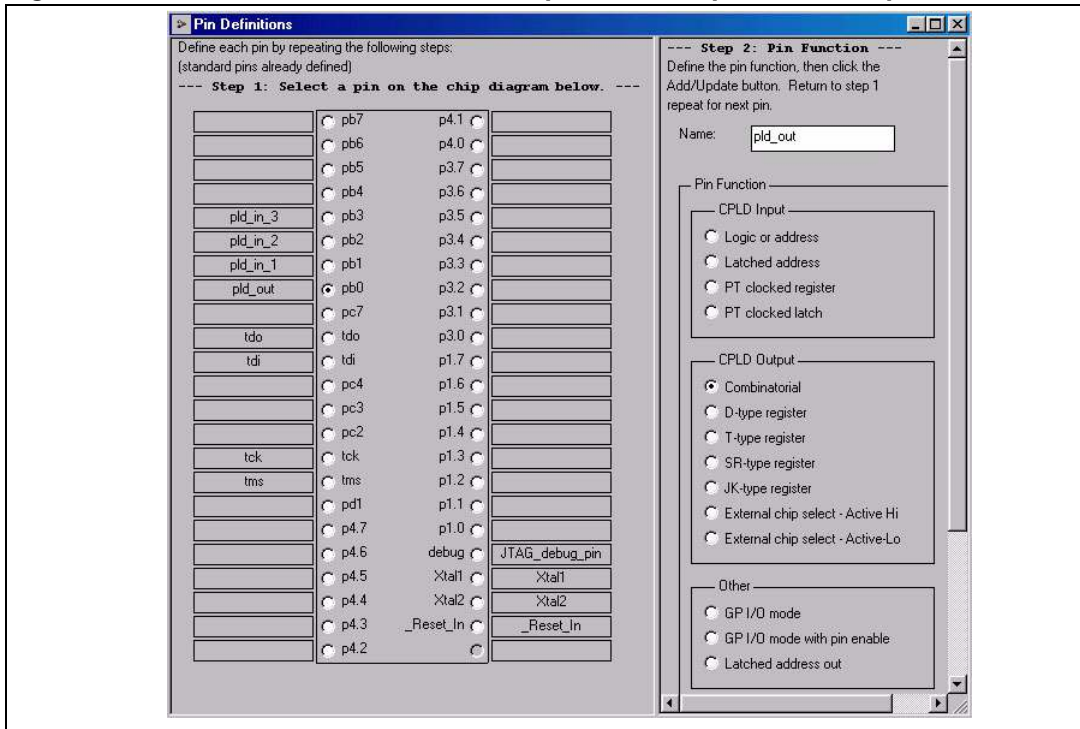 Pin Definitions
Define each pin by repeating the following steps:
(standard pins already defined)
--- Step 1: Select a pin on the chip diagram below. ---
pb7 p4.1
pb6 p4.0
pb5 p3.7
pb4 p3.6
pld_in_3 pb3 p3.5
pld_in_2 pb2 p3.4
pld_in_1 pb1 p3.3
pld_out pb0 p3.2
pc7 p3.1
tdo tdo p3.0
tdi tdi p1.7
pc4 p1.6
pc3 p1.5
pc2 p1.4
tck tck p1.3
tms tms p1.2
pd1 p1.1
p4.7 p1.0
p4.6 debug JTAG_debug_pin
p4.5 Xtal1 Xtal1
p4.4 Xtal2 Xtal2
p4.3 _Reset_In _Reset_In
p4.2
--- Step 2: Pin Function ---
Define the pin function, then click the
Add/Update button. Return to step 1
repeat for next pin.
Name: pld_out
Pin Function
CPLD Input
Logic or address
Latched address
PT clocked register
PT clocked latch
CPLD Output
Combinatorial
D-type register
T-type register
SR-type register
JK-type register
External chip select - Active Hi
External chip select - Active-Lo
Other
GP I/O mode
GP I/O mode with pin enable
Latched address out